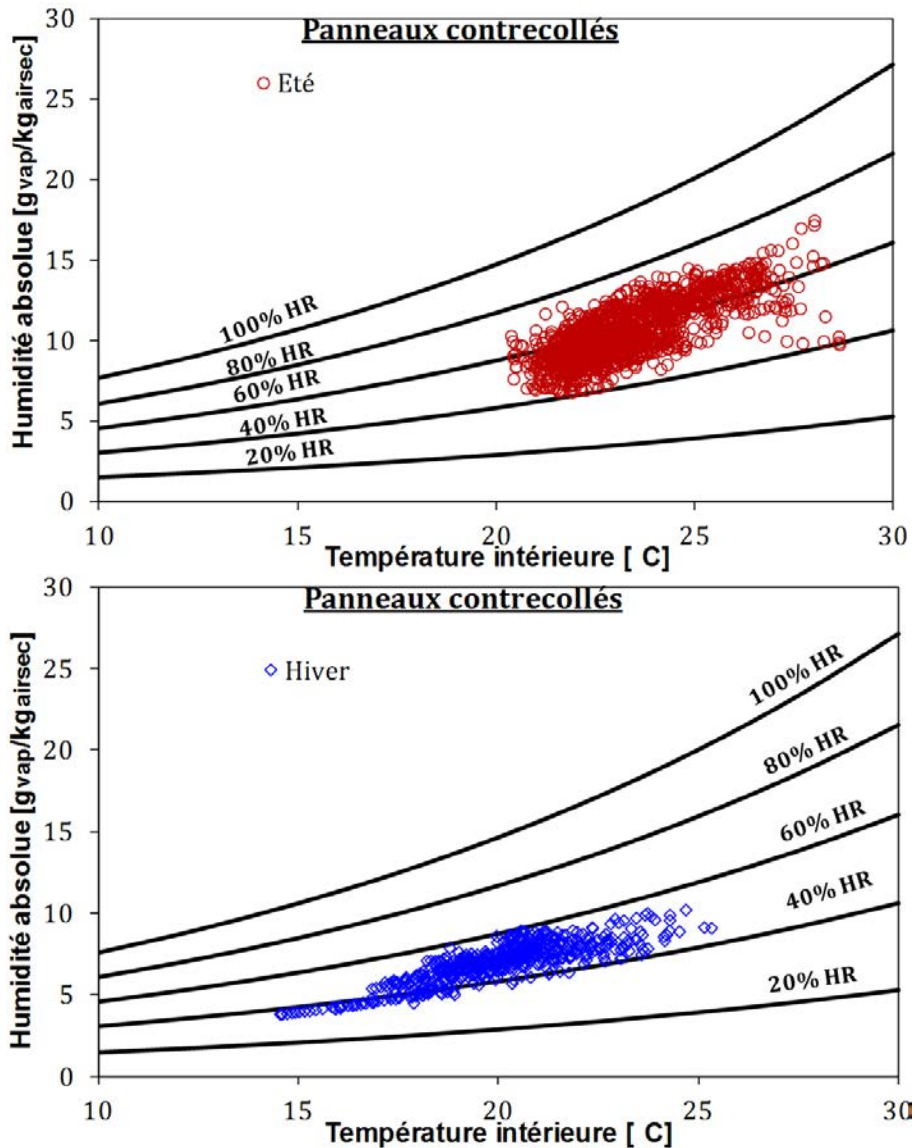 Panneaux contrecollés
Eté
Humidité absolue [gvap/kgairsec]
30
25
20
15
10
5
0
100% HR
80% HR
60% HR
40% HR
20% HR
10 15 20 25 30
Température intérieure [ C]
Panneaux contrecollés
Hiver
Humidité absolue [gvap/kgairsec]
30
25
20
15
10
5
0
100% HR
80% HR
60% HR
40% HR
20% HR
10 15 20 25 30
Température intérieure [ C]